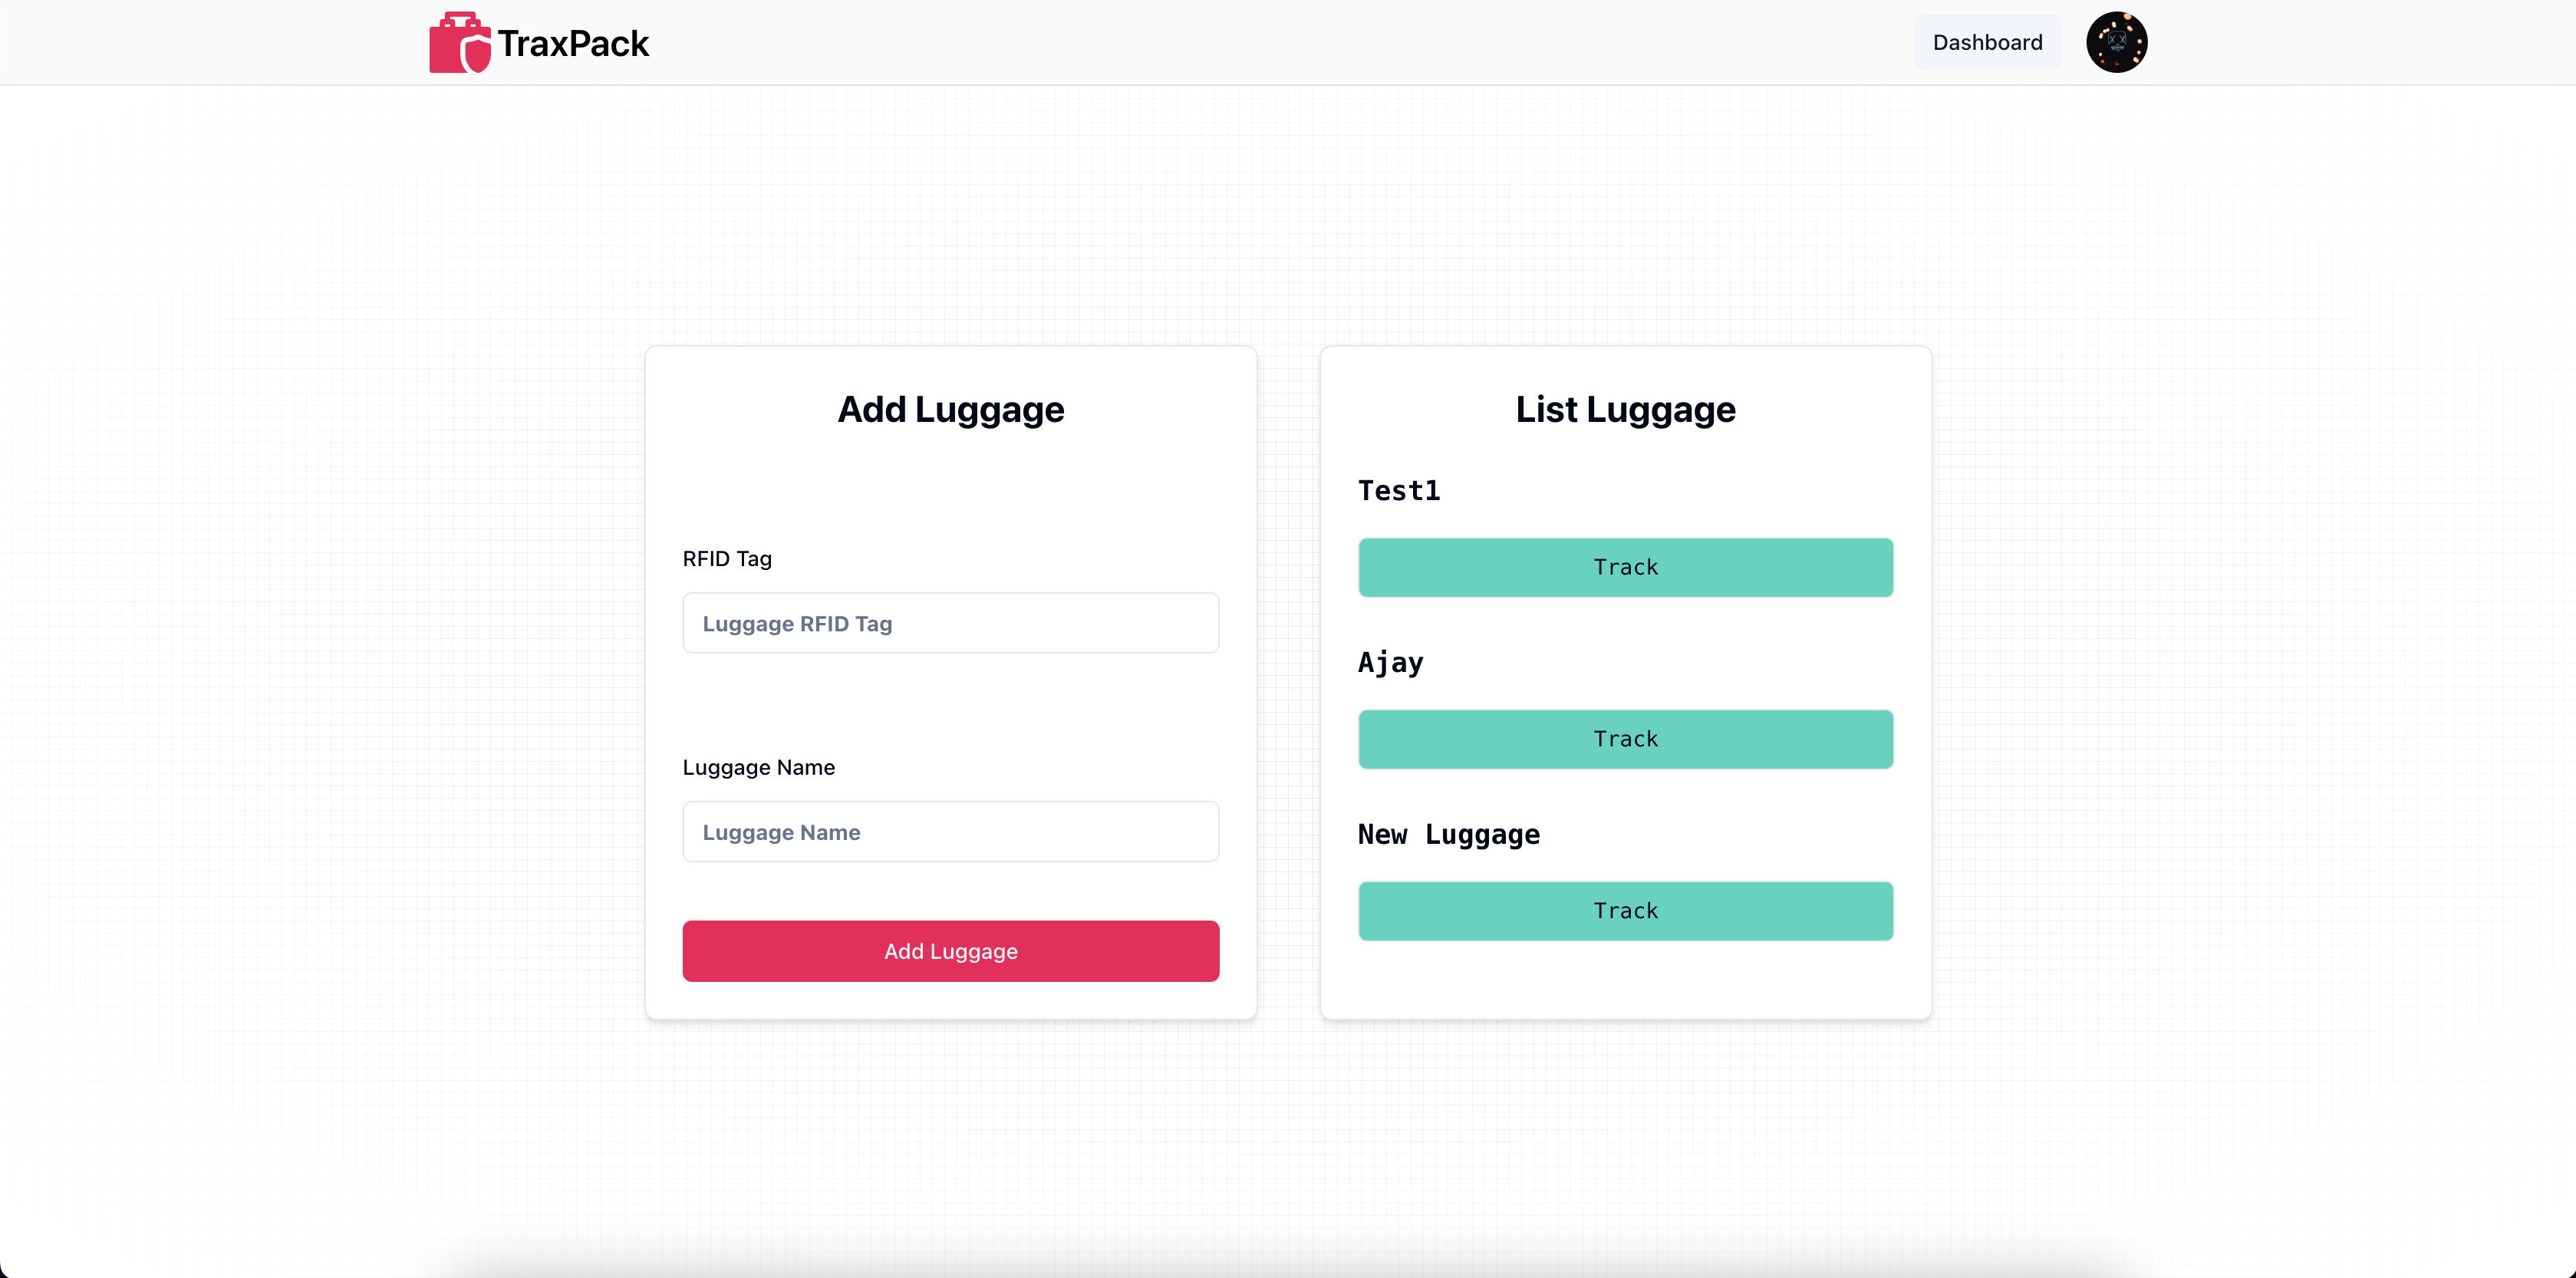 TraxPack
Dashboard
Add Luggage
RFID Tag
Luggage RFID Tag
Luggage Name
Luggage Name
Add Luggage
List Luggage
Test1
Track
Ajay
Track
New Luggage
Track